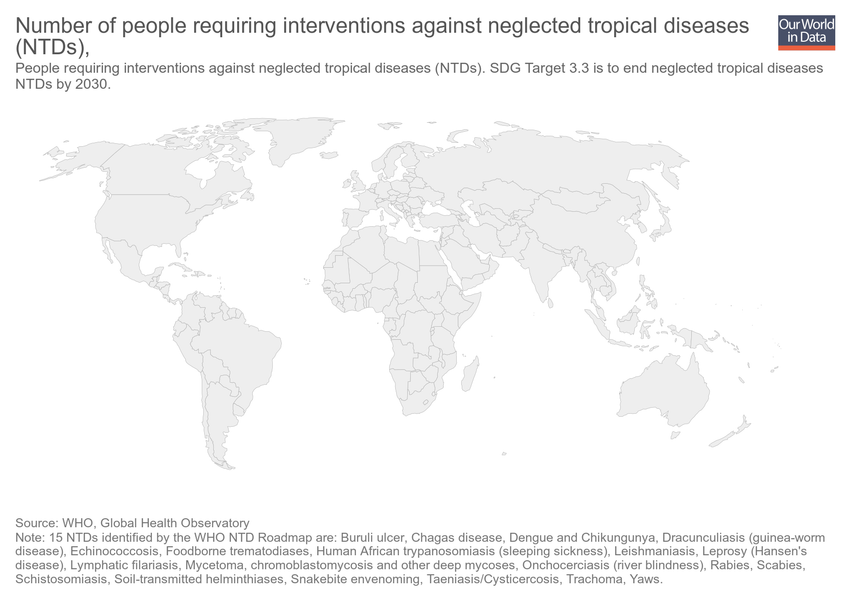 Number of people requiring interventions against neglected tropical diseases
(NTDs),
Our World
in Data
People requiring interventions against neglected tropical diseases (NTDs). SDG Target 3.3 is to end neglected tropical diseases
NTDs by 2030.
Source: WHO, Global Health Observatory
Note: 15 NTDs identified by the WHO NTD Roadmap are: Buruli ulcer, Chagas disease, Dengue and Chikungunya, Dracunculiasis (guinea-worm
disease), Echinococcosis, Foodborne trematodiases, Human African trypanosomiasis (sleeping sickness), Leishmaniasis, Leprosy (Hansen's
disease), Lymphatic filariasis, Mycetoma, chromoblastomycosis and other deep mycoses, Onchocerciasis (river blindness), Rabies, Scabies,
Schistosomiasis, Soil-transmitted helminthiases, Snakebite envenoming, Taeniasis/Cysticercosis, Trachoma, Yaws.